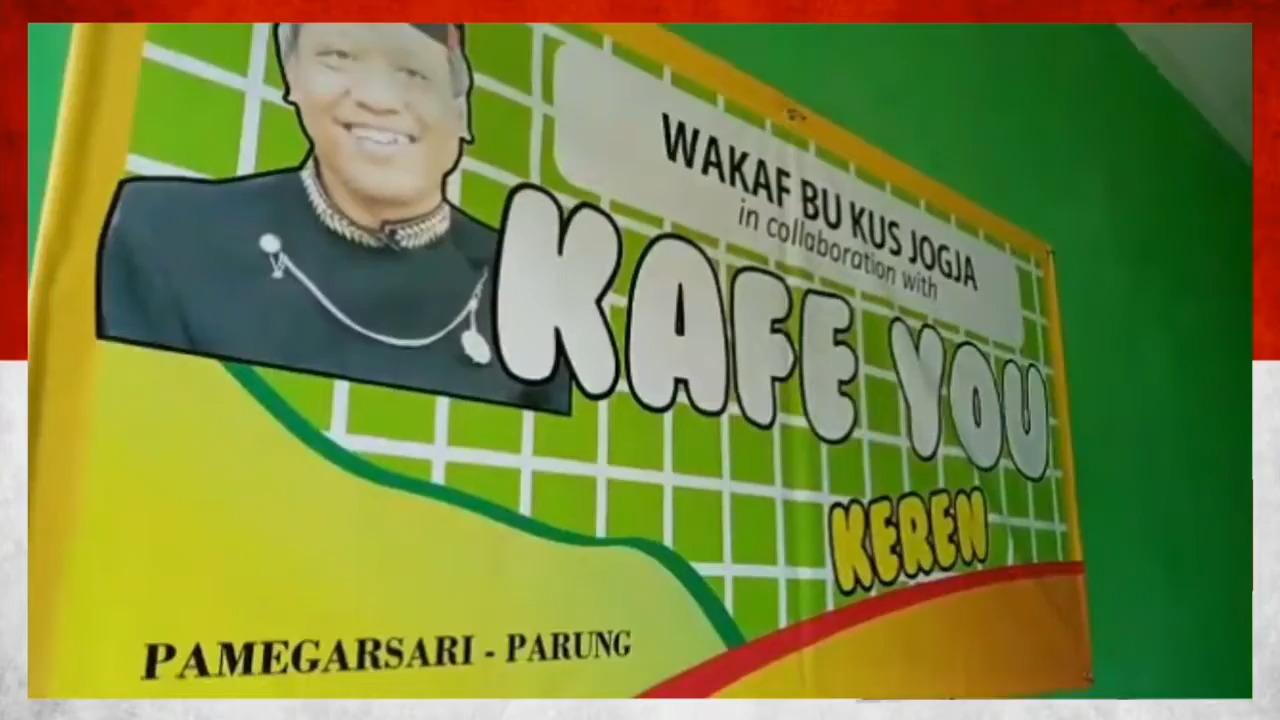 WAKAF BU KUS JOGJA
in collaboration with
KAFE YOU
KEREN
PAMEGARSARI - PARUNG